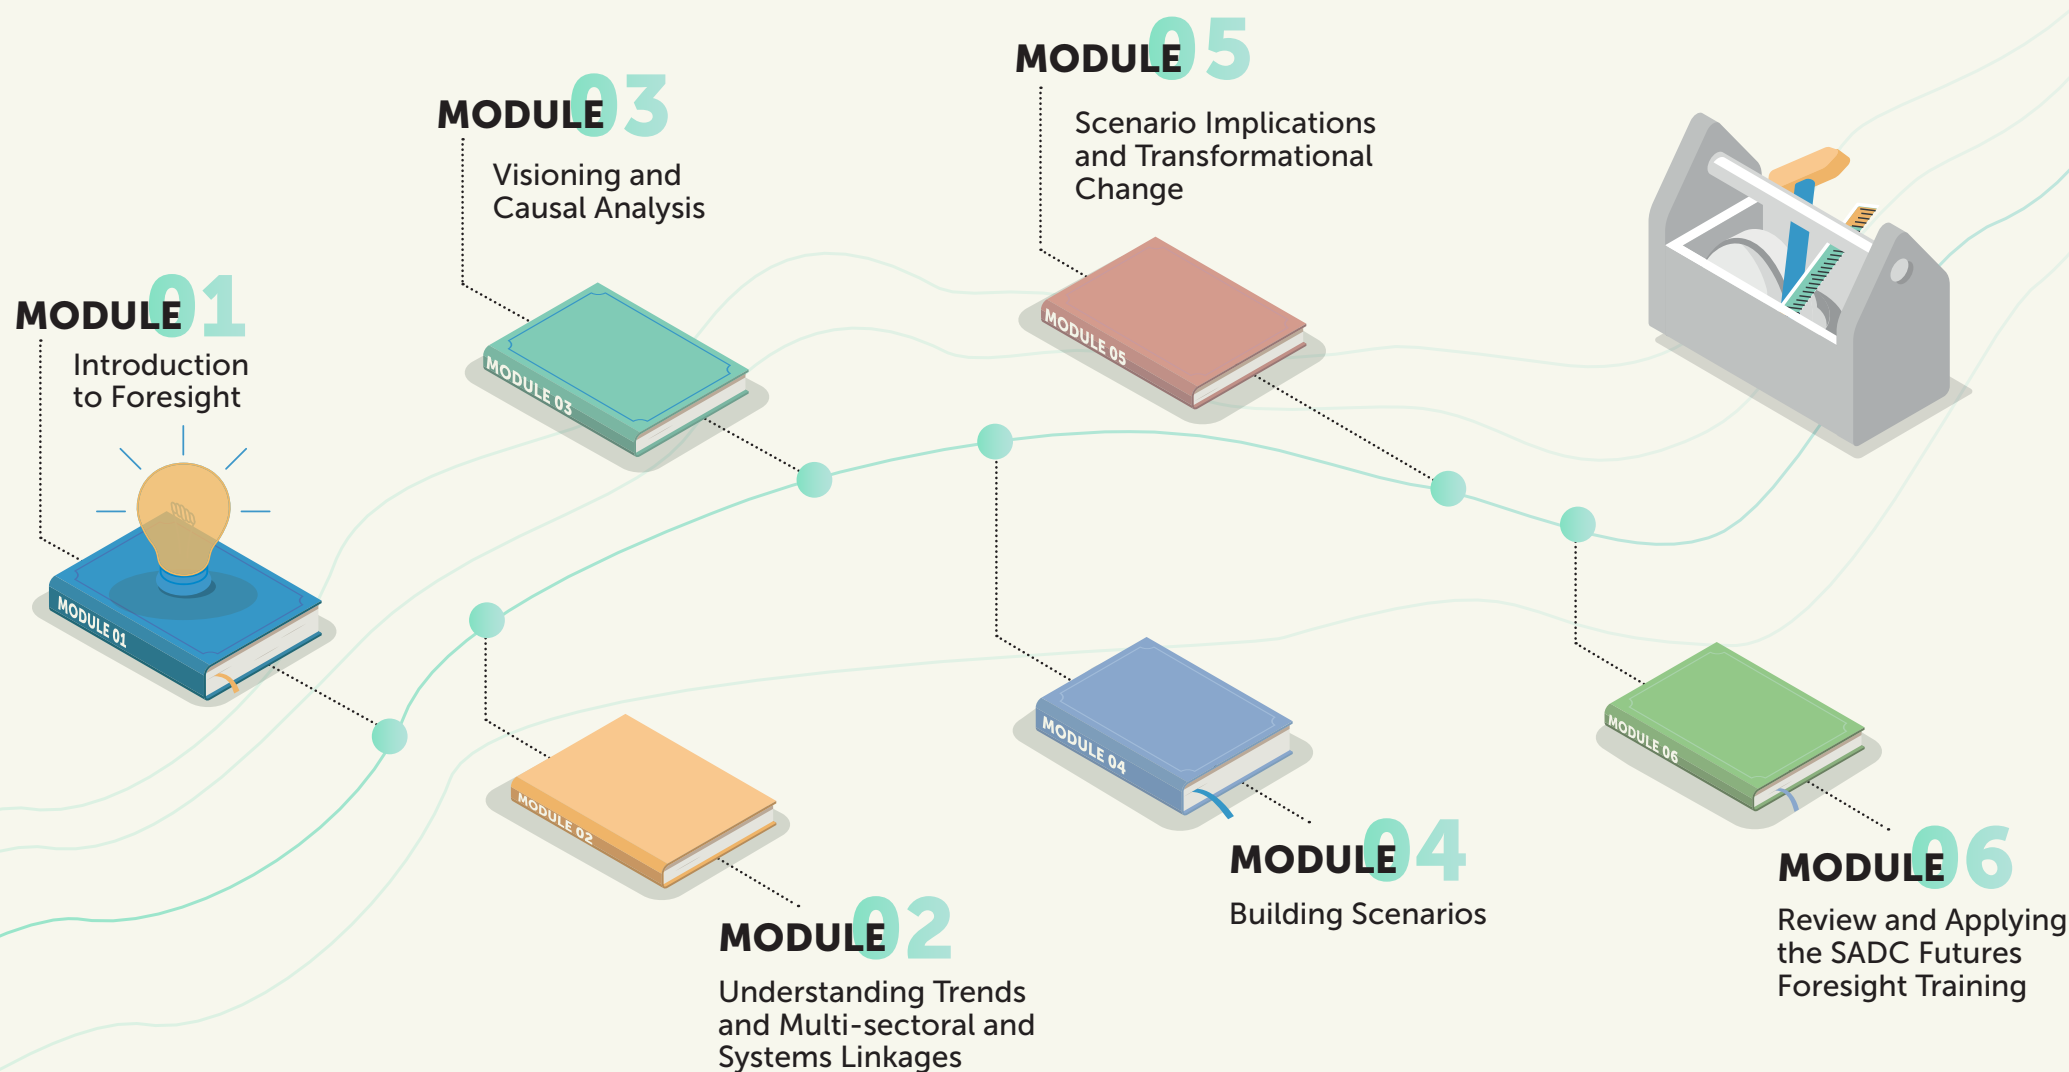 MODULE 01
Introduction
to Foresight
MODULE 01
MODULE 02
MODULE 02
Understanding Trends
and Multi-sectoral and
Systems Linkages
MODULE 03
Visioning and
Causal Analysis
MODULE 03
MODULE 04
MODULE 04
Building Scenarios
MODULE 05
Scenario Implications
and Transformational
Change
MODULE 05
MODULE 06
MODULE 06
Review and Applying
the SADC Futures
Foresight Training